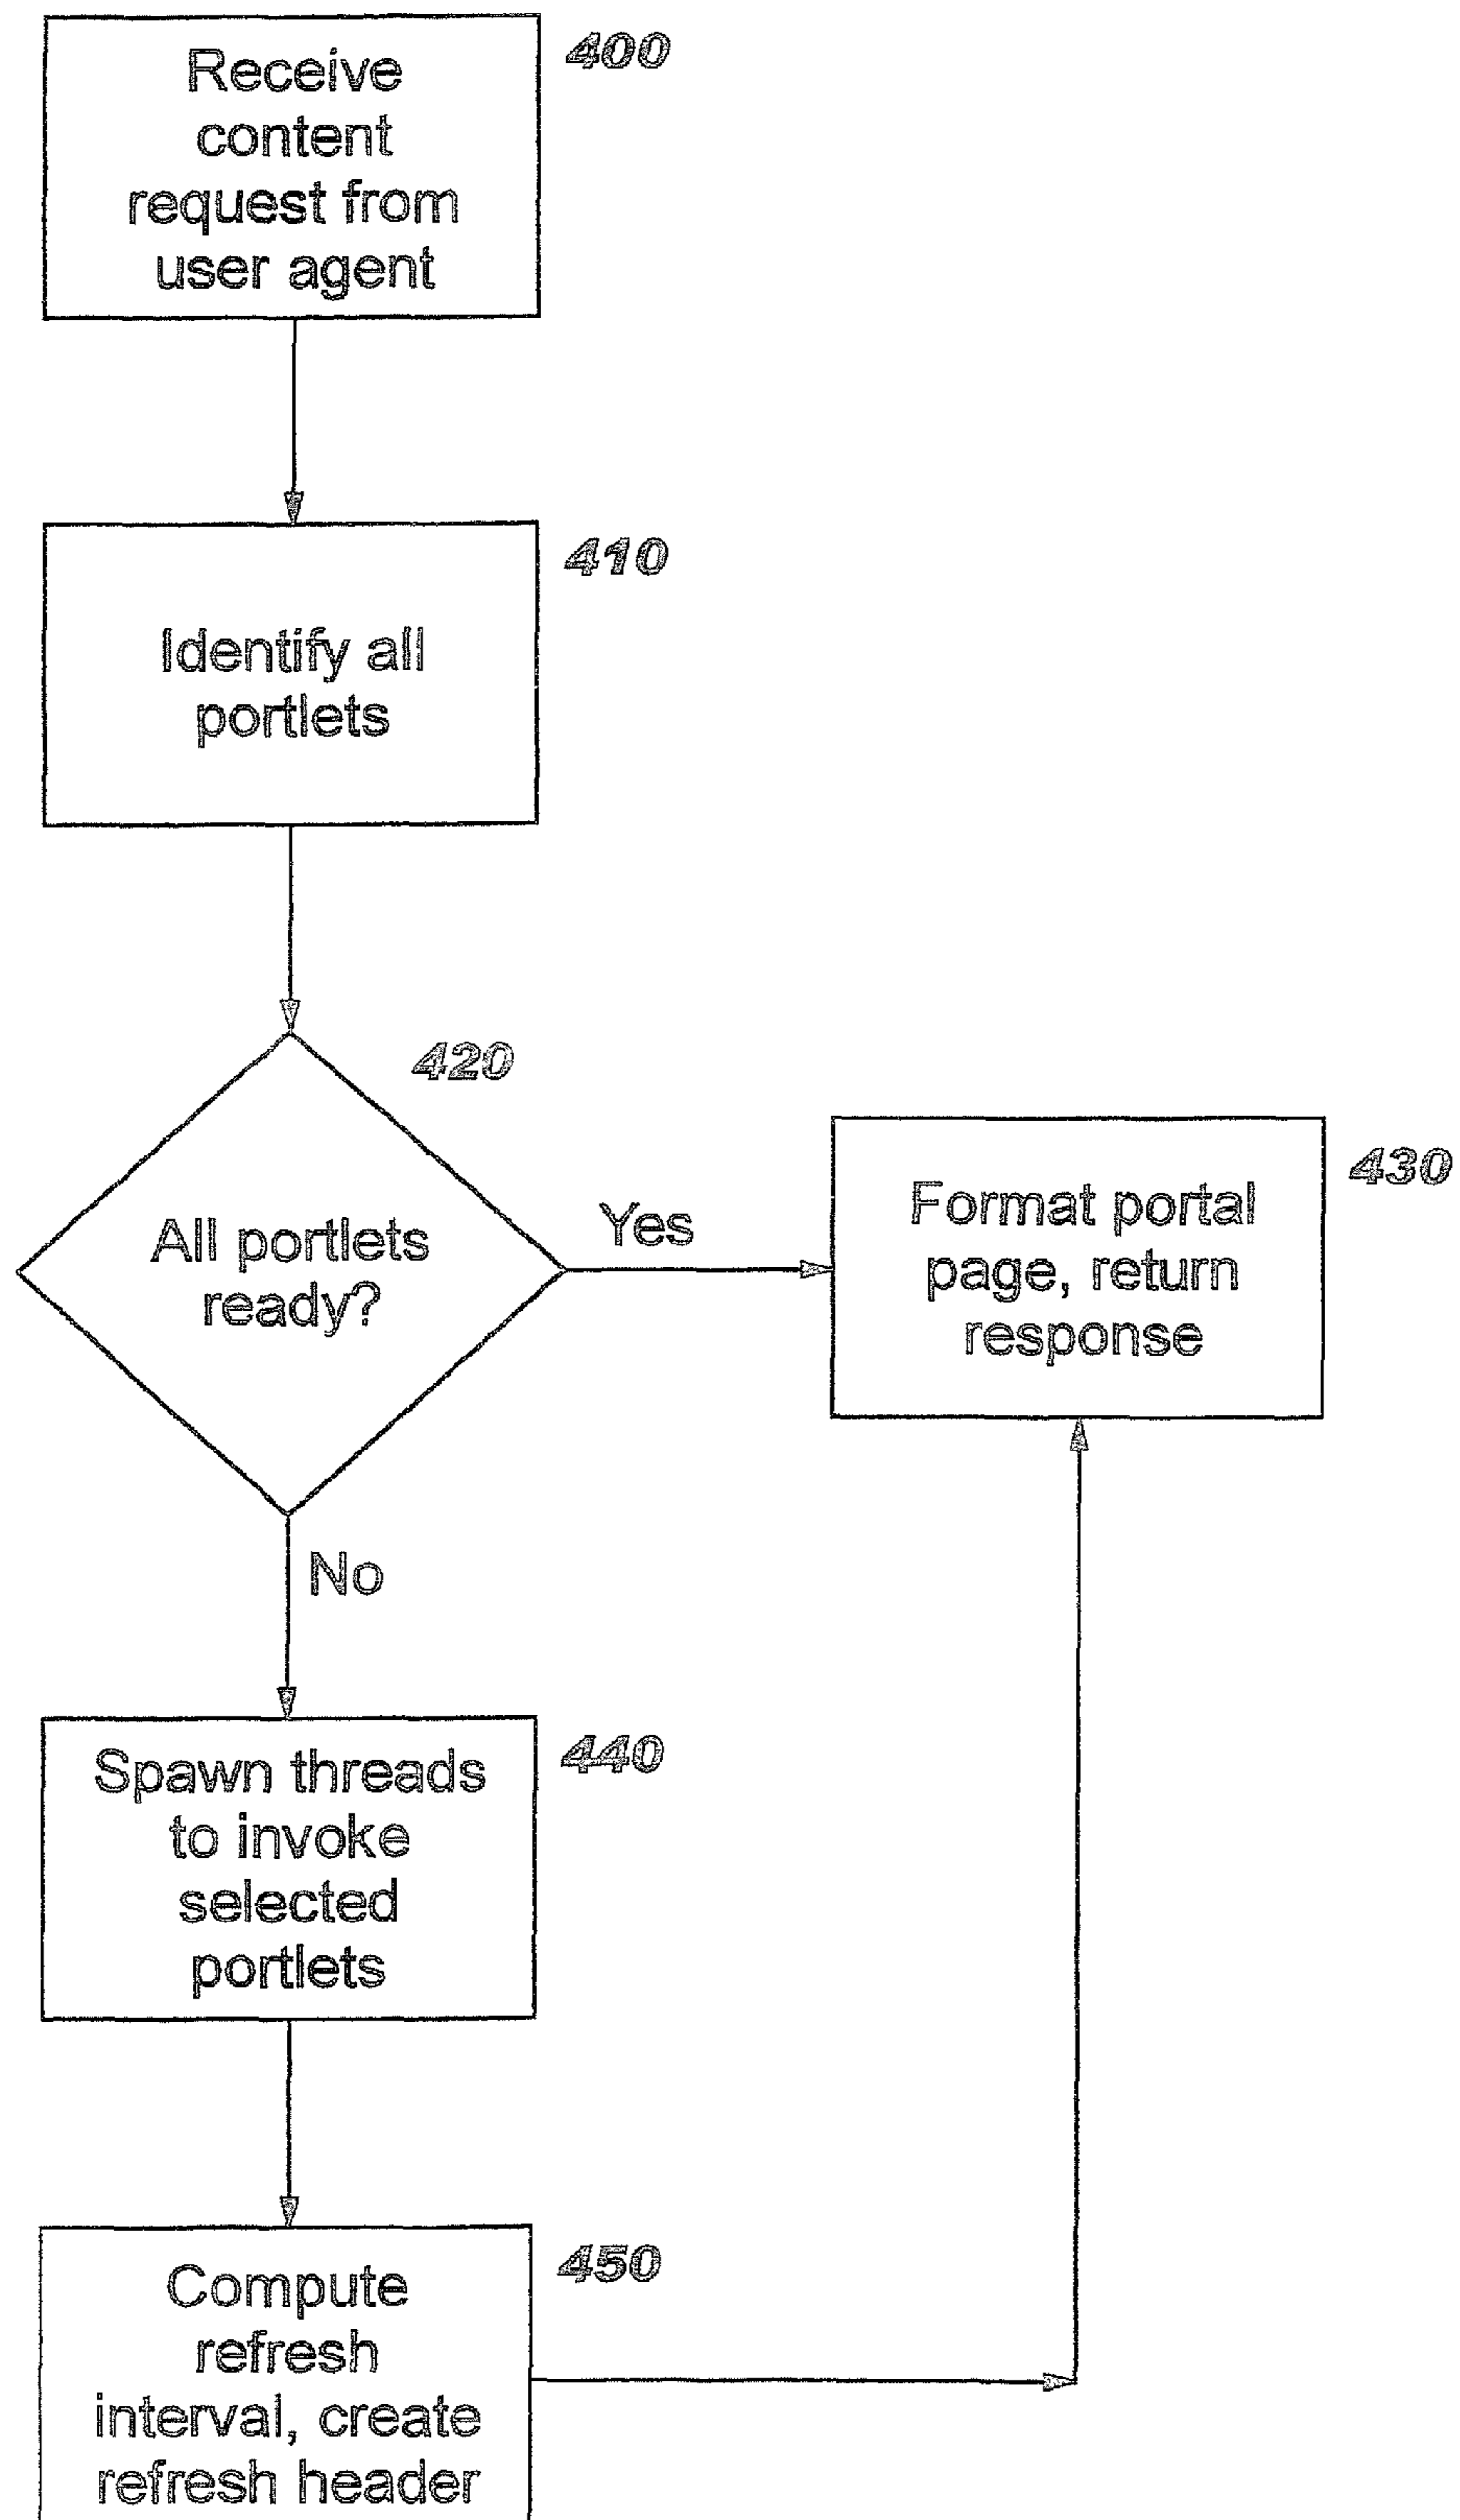 Receive
content
request from
user agent
400
Identify all
portlets
410
420
All portlets
ready?
Yes
Format portal
page, return
response
430
No
Spawn threads
to invoke
selected
portlets
440
Compute
refresh
interval, create
refresh header
450